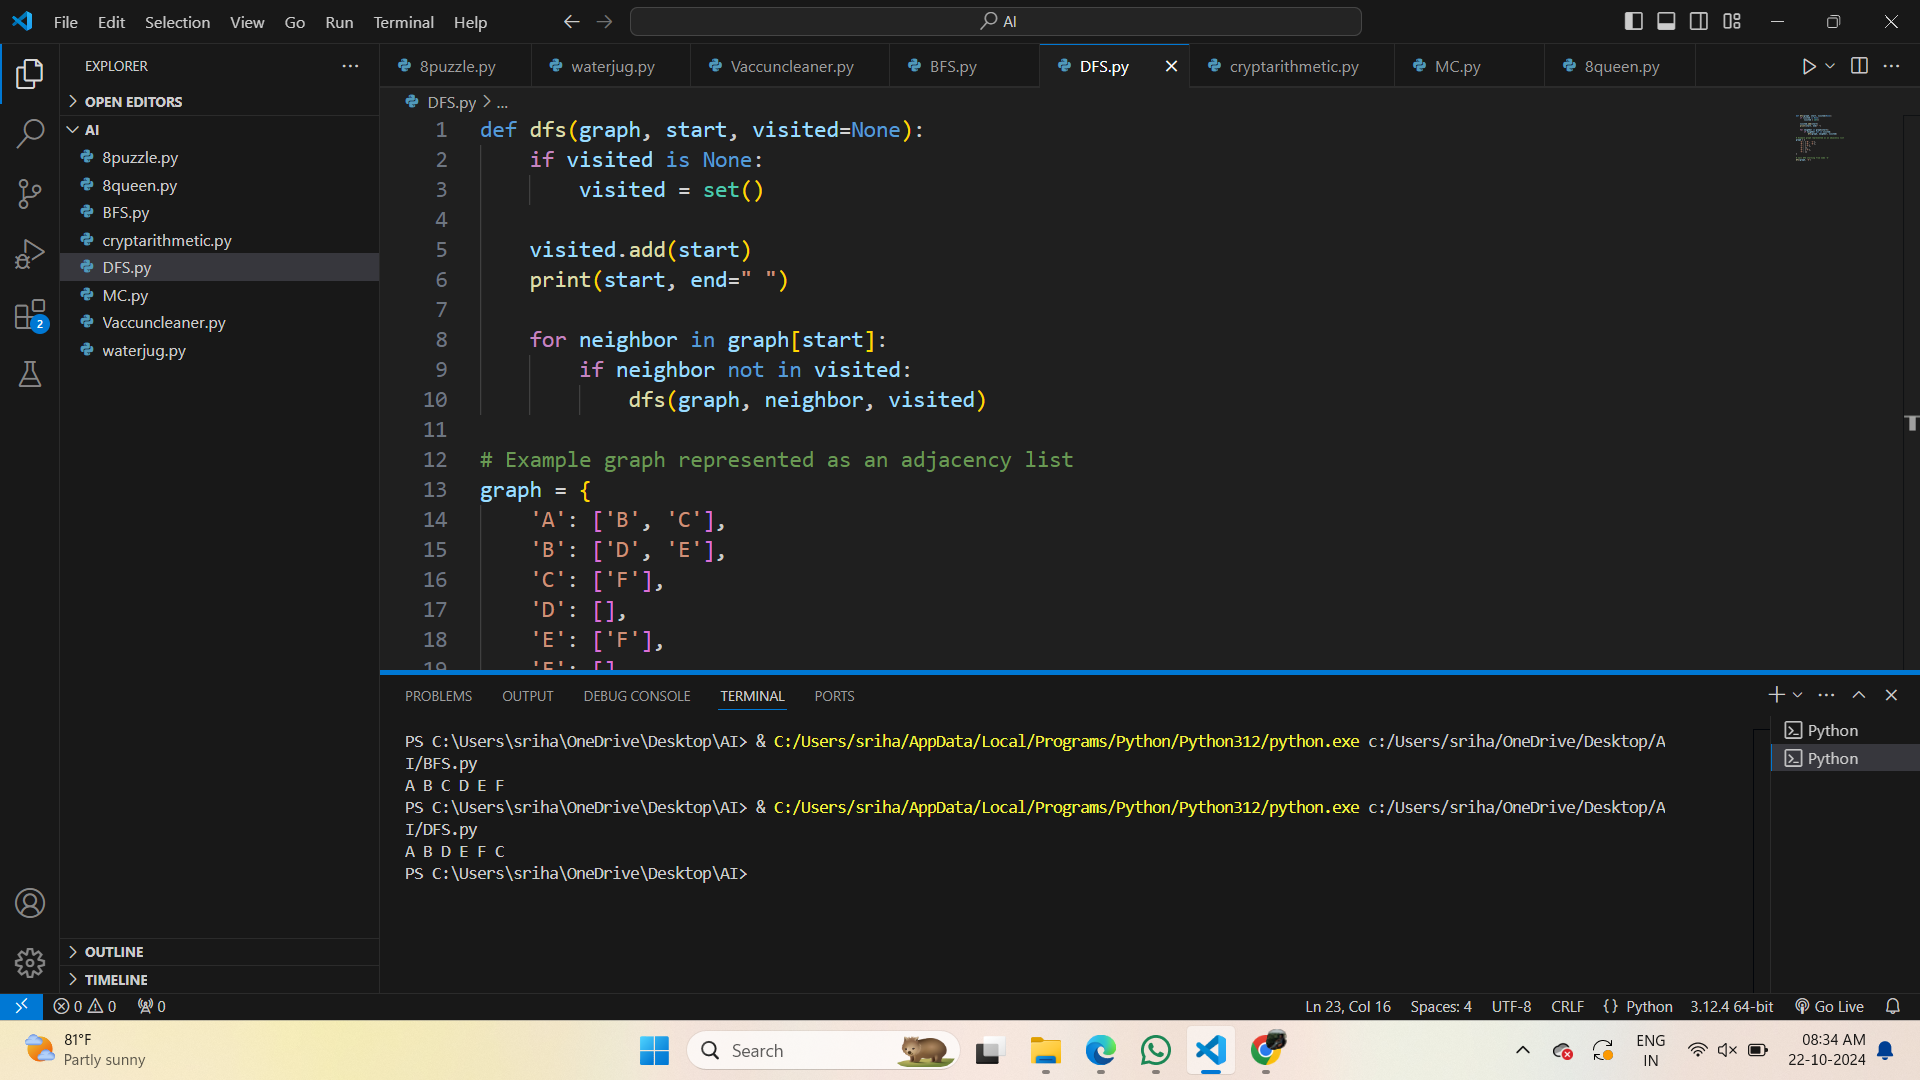 File Edit Selection View Go Run Terminal Help
AI
EXPLORER
8puzzle.py
waterjug.py
Vaccuncleaner.py
BFS.py
DFS.py
cryptarithmetic.py
MC.py
8queen.py
OPEN EDITORS
AI
8puzzle.py
8queen.py
BFS.py
cryptarithmetic.py
DFS.py
MC.py
Vaccuncleaner.py
waterjug.py
OUTLINE
TIMELINE
2
DFS.py > ...
1 def dfs(graph, start, visited=None):
2     if visited is None:
3         visited = set()
4
5     visited.add(start)
6     print(start, end=" ")
7
8     for neighbor in graph[start]:
9         if neighbor not in visited:
10             dfs(graph, neighbor, visited)
11
12 # Example graph represented as an adjacency list
13 graph = {
14     'A': ['B', 'C'],
15     'B': ['D', 'E'],
16     'C': ['F'],
17     'D': [],
18     'E': ['F'],
19     'F': []
PROBLEMS OUTPUT DEBUG CONSOLE TERMINAL PORTS
PS C:\Users\sriha\OneDrive\Desktop\AI> & C:/Users/sriha/AppData/Local/Programs/Python/Python312/python.exe c:/Users/sriha/OneDrive/Desktop/A
I/BFS.py
A B C D E F
PS C:\Users\sriha\OneDrive\Desktop\AI> & C:/Users/sriha/AppData/Local/Programs/Python/Python312/python.exe c:/Users/sriha/OneDrive/Desktop/A
I/DFS.py
A B D E F C
PS C:\Users\sriha\OneDrive\Desktop\AI>
Python
Python
0 0 0
Ln 23, Col 16 Spaces: 4 UTF-8 CRLF {} Python 3.12.4 64-bit Go Live
81°F
Partly sunny
Search
ENG
IN
08:34 AM
22-10-2024